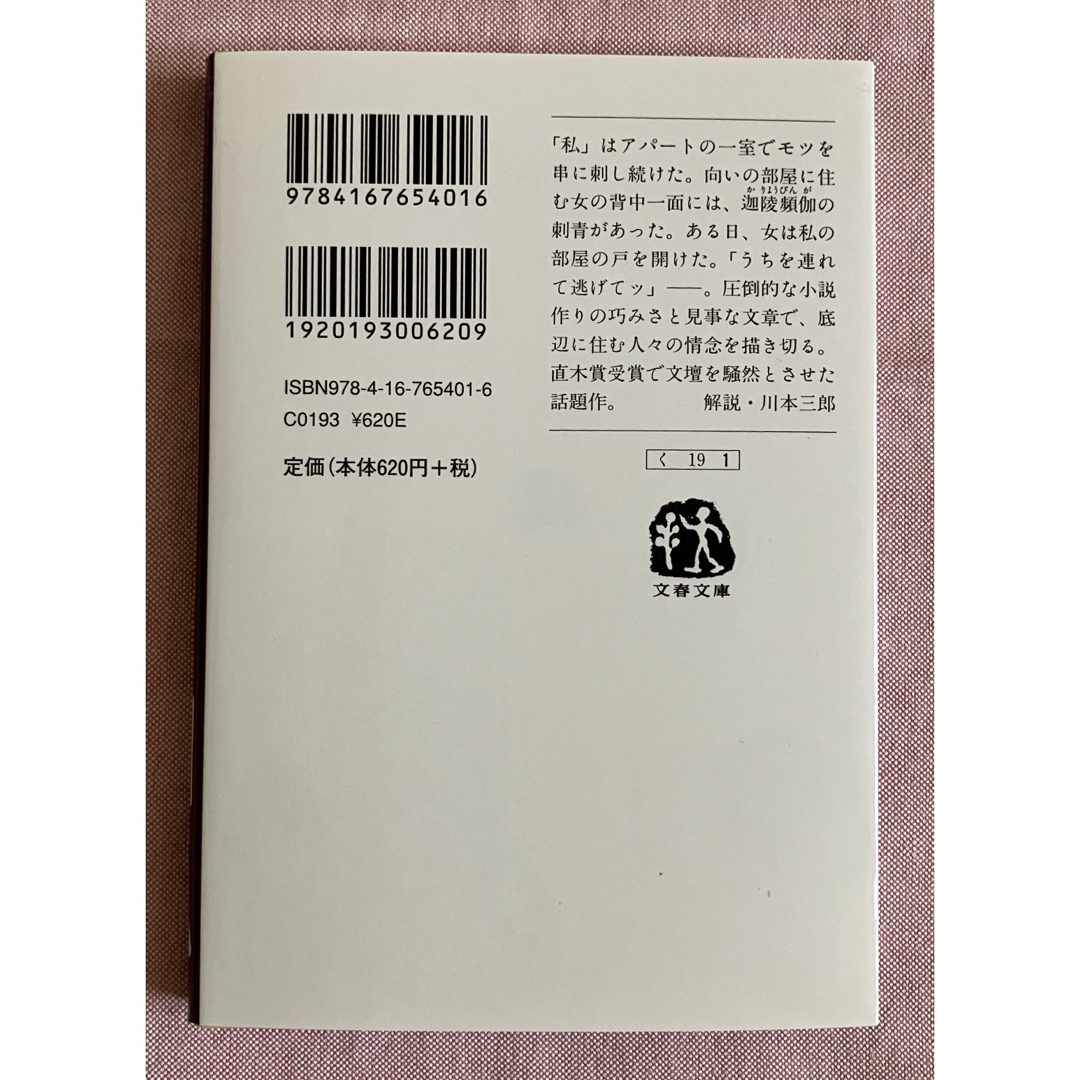 9784167654016
1920193006209
ISBN978-4-16-765401-6
C0193 ¥620E
定価(本体620円+税)
「私」はアパートの一室でモツを
串に刺し続けた。向いの部屋に住
かりょうびんが
む女の背中一面には、迦陵頻伽の
刺青があった。ある日、女は私の
部屋の戸を開けた。「うちを連れ
て逃げてッ」――。圧倒的な小説
作りの巧みさと見事な文章で、底
辺に住む人々の情念を描き切る。
直木賞受賞で文壇を騒然とさせた
話題作。 解説・川本三郎
く 19 1
文春文庫